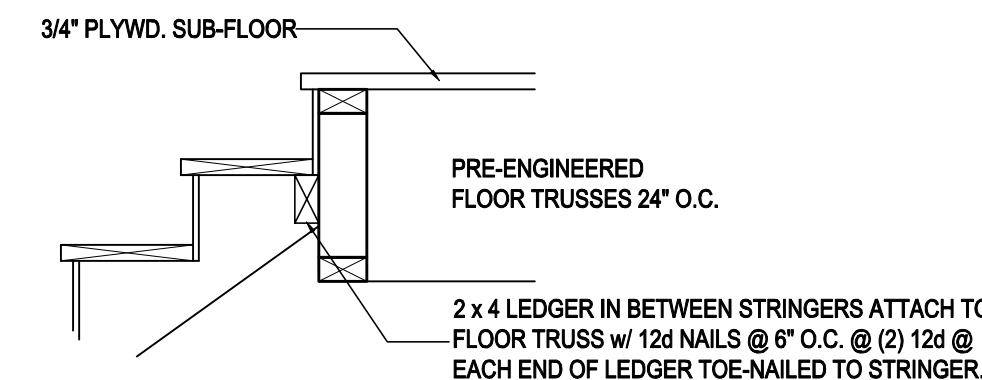 3/4" PLYWD. SUB-FLOOR
PRE-ENGINEERED
FLOOR TRUSSES 24" O.C.
2 x 4 LEDGER IN BETWEEN STRINGERS ATTACH TO
FLOOR TRUSS w/ 12d NAILS @ 6" O.C. @ (2) 12d @
EACH END OF LEDGER TOE-NAILED TO STRINGER.